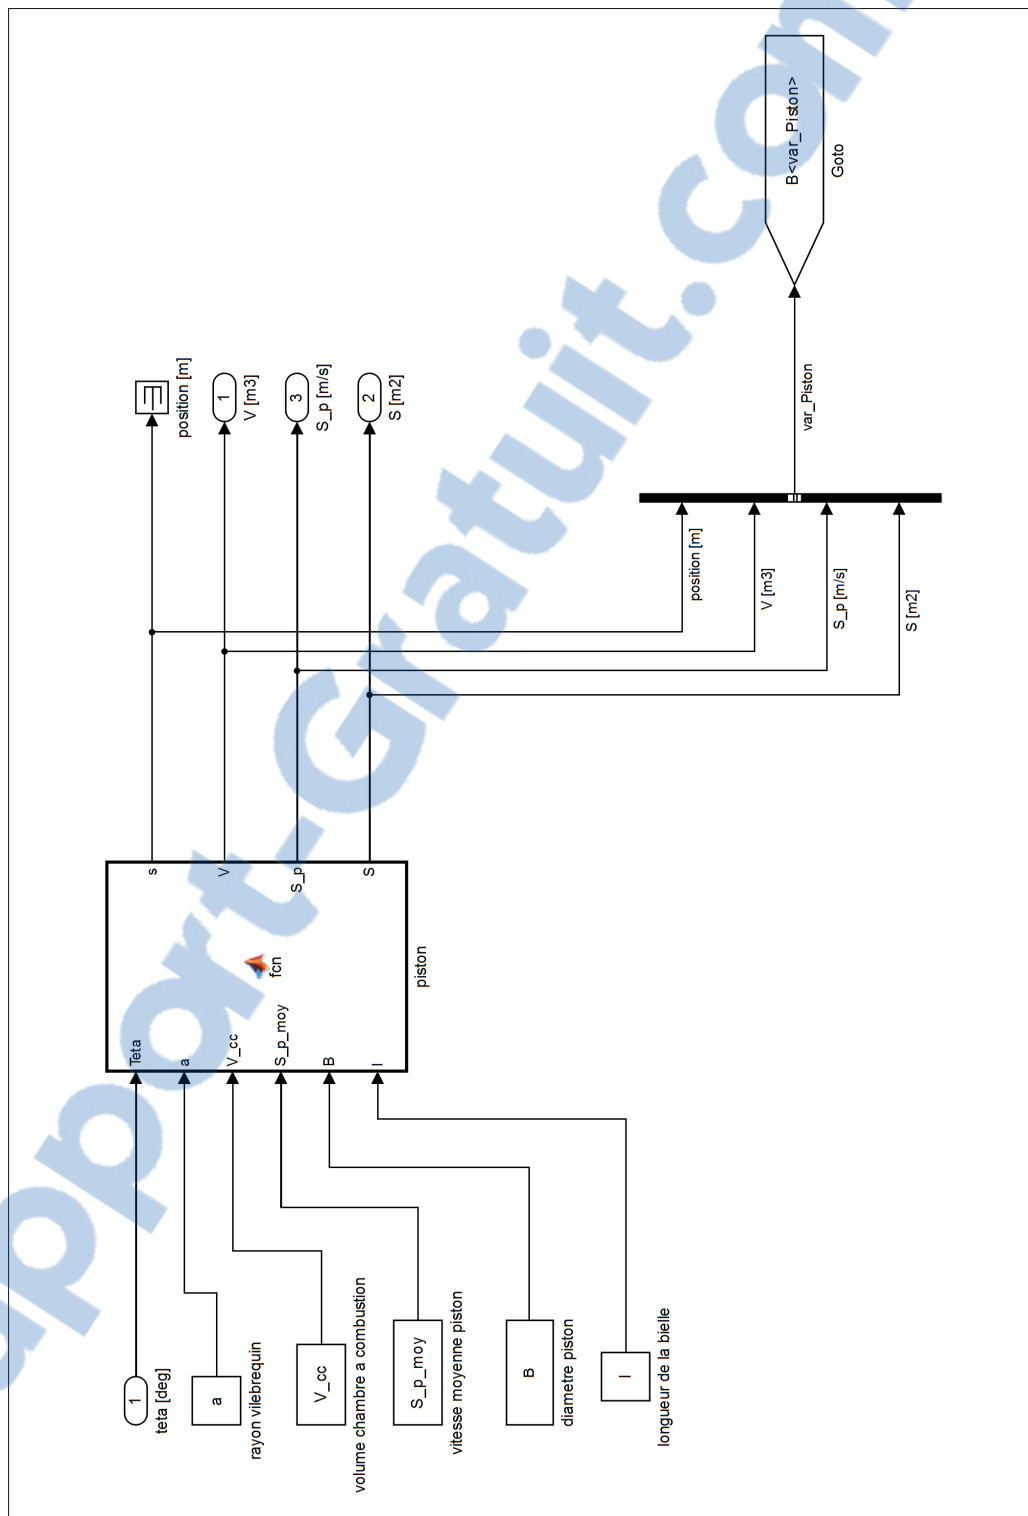 1
teta [deg]
a
rayon vilebrequin
V_cc
volume chambre a combustion
S_p_moy
vitesse moyenne piston
B
diametre piston
l
longueur de la bielle
Teta
a
V_cc
S_p_moy
B
l
fcn
s
V
S_p
S
piston
position [m]
1
V [m3]
3
S_p [m/s]
2
S [m2]
position [m]
V [m3]
S_p [m/s]
S [m2]
var_Piston
B<var_Piston>
Goto
apport-Gratuit.com